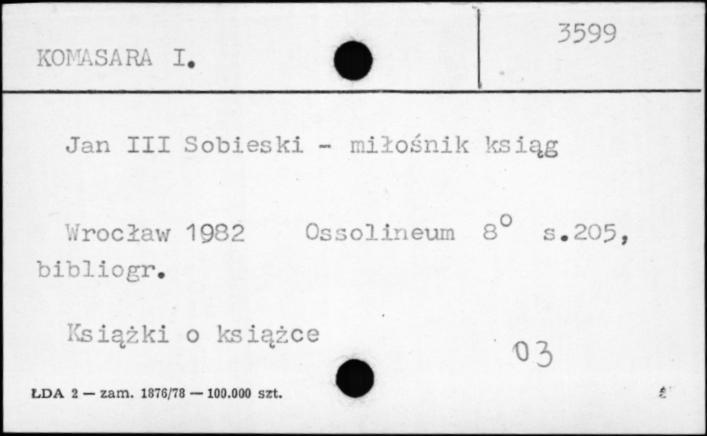 KOMASARA I.
3599
Jan III Sobieski - miłośnik ksiąg
Wrocław 1982 Ossolineum 8° s.205,
bibliogr.
Książki o książce
03
ŁDA 2 — zam. 1876/78 — 100.000 szt.